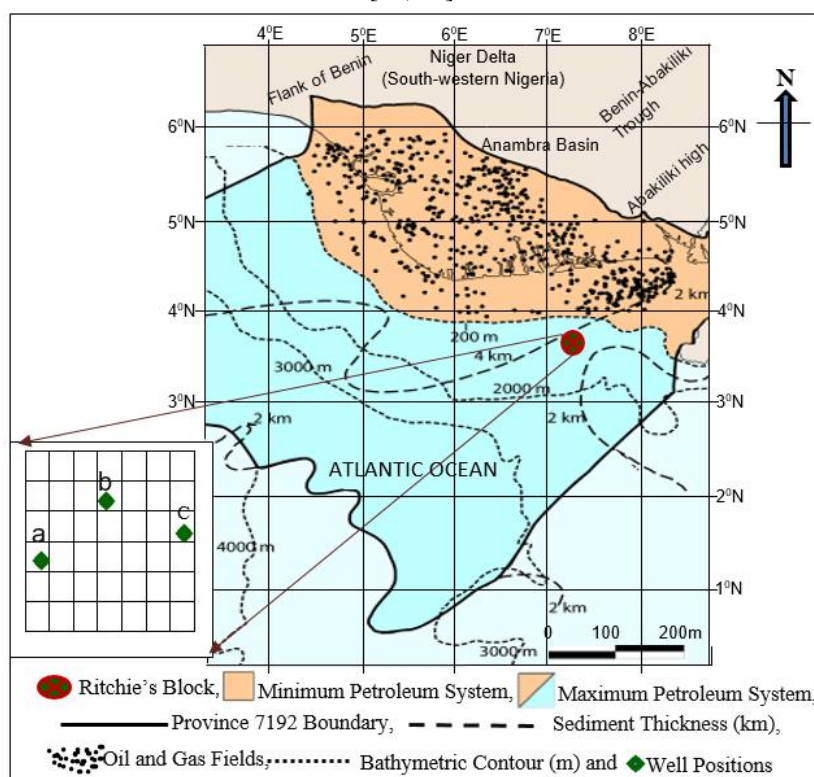 4⁰E 5⁰E 6⁰E 7⁰E 8⁰E
Niger Delta
(South-western Nigeria)
Flank of Benin
Benin-Abakiliki
Trough
N
6⁰N 6⁰N
Anambra Basin
Abakiliki high
5⁰N 5⁰N
2 km
4⁰N 4⁰N
200 m
4 km
3000 m
2000 m
3⁰N 3⁰N
2 km
2 km
ATLANTIC OCEAN
b
c
a
2⁰N 2⁰N
4000 m
1⁰N 1⁰N
2 km
0 100 200m
3000 m
Ritchie's Block, Minimum Petroleum System, Maximum Petroleum System,
Province 7192 Boundary, Sediment Thickness (km),
Oil and Gas Fields, Bathymetric Contour (m) and Well Positions